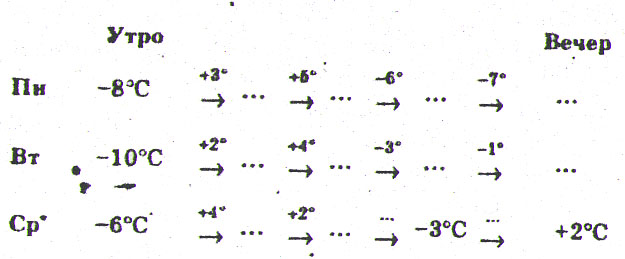 Утро Вечер
+3° +5° -6° -7°
Пн -8°C → ... → ... → ... → ...
+2° +4° -3° -1°
Вт -10°C → ... → ... → ... → ...
+4° +2° ... ...
Ср -6°C → ... → ... → -3°C → +2°C